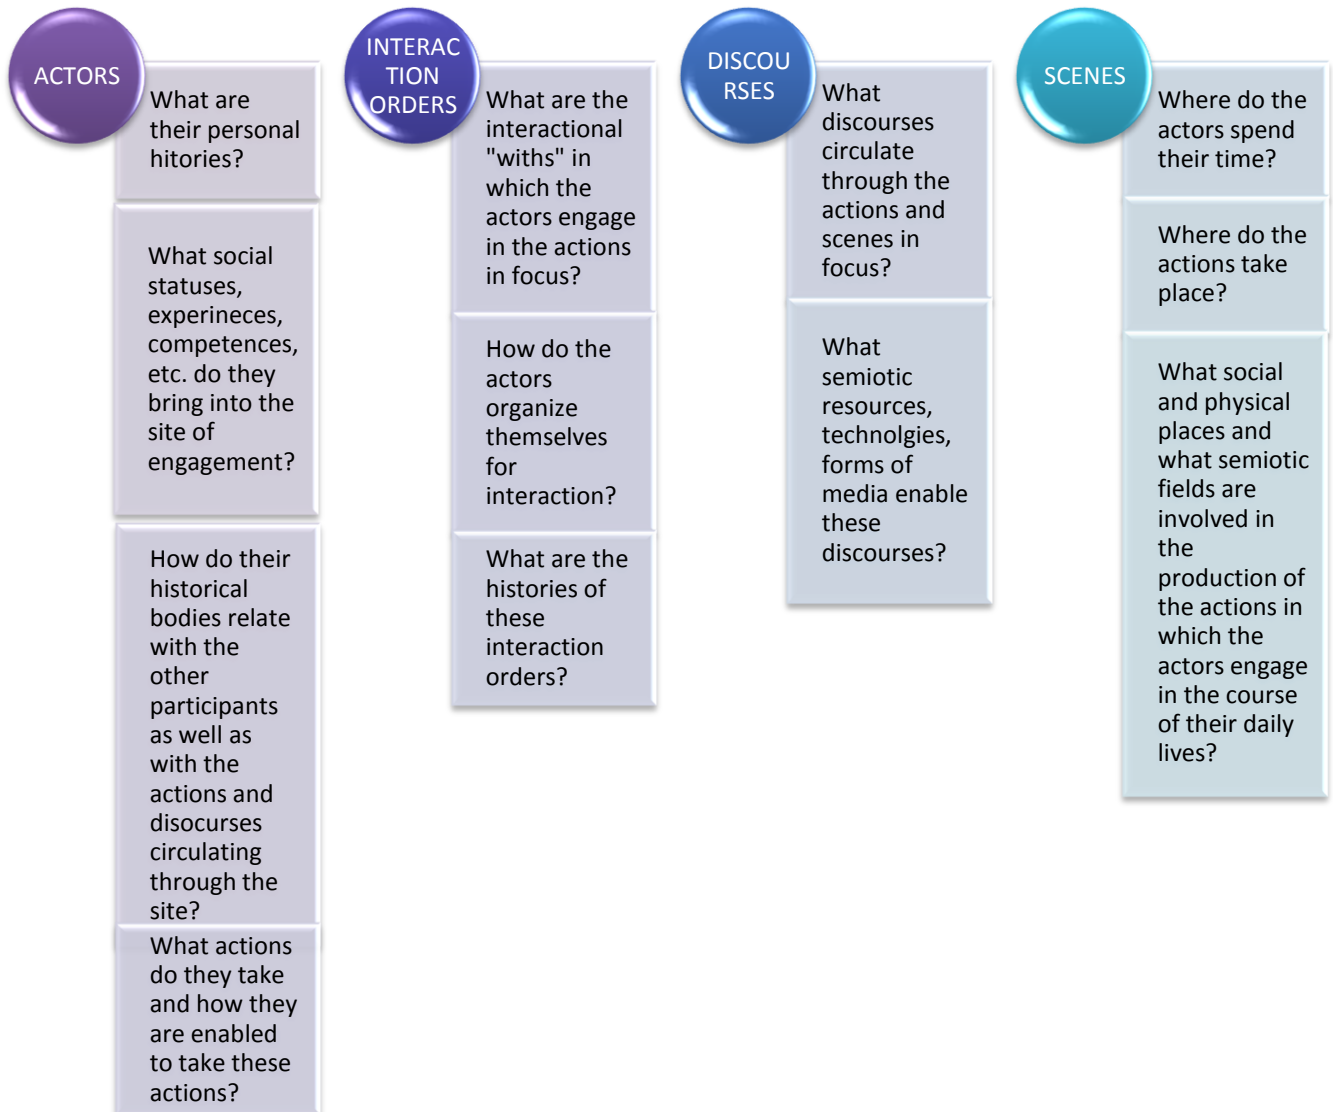 ACTORS
What are
their personal
hitories?
What social
statuses,
experineces,
competences,
etc. do they
bring into the
site of
engagement?
How do their
historical
bodies relate
with the
other
participants
as well as
with the
actions and
disocurses
circulating
through the
site?
What actions
do they take
and how they
are enabled
to take these
actions?
INTERAC
TION
ORDERS
What are the
interactional
"withs" in
which the
actors engage
in the actions
in focus?
How do the
actors
organize
themselves
for
interaction?
What are the
histories of
these
interaction
orders?
DISCOU
RSES
What
discourses
circulate
through the
actions and
scenes in
focus?
What
semiotic
resources,
technolgies,
forms of
media enable
these
discourses?
SCENES
Where do the
actors spend
their time?
Where do the
actions take
place?
What social
and physical
places and
what semiotic
fields are
involved in
the
production of
the actions in
which the
actors engage
in the course
of their daily
lives?